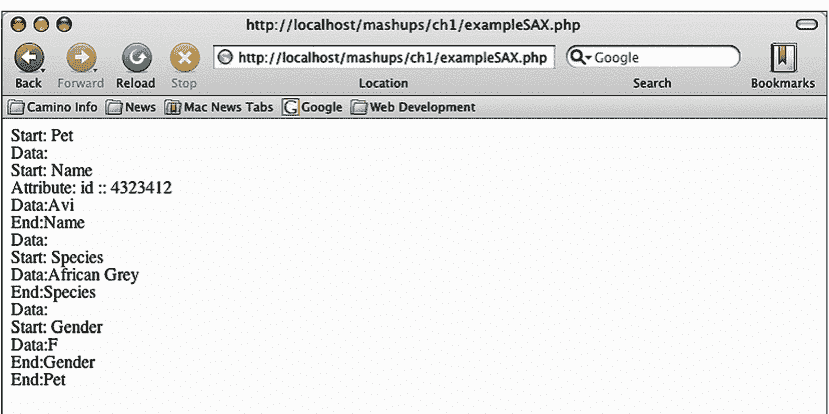 http://localhost/mashups/ch1/exampleSAX.php
http://localhost/mashups/ch1/exampleSAX.php Google
Back Forward Reload Stop Location Search Bookmarks
Camino Info News Mac News Tabs G Google Web Development
Start: Pet
Data:
Start: Name
Attribute: id :: 4323412
Data:Avi
End:Name
Data:
Start: Species
Data:African Grey
End:Species
Data:
Start: Gender
Data:F
End:Gender
End:Pet